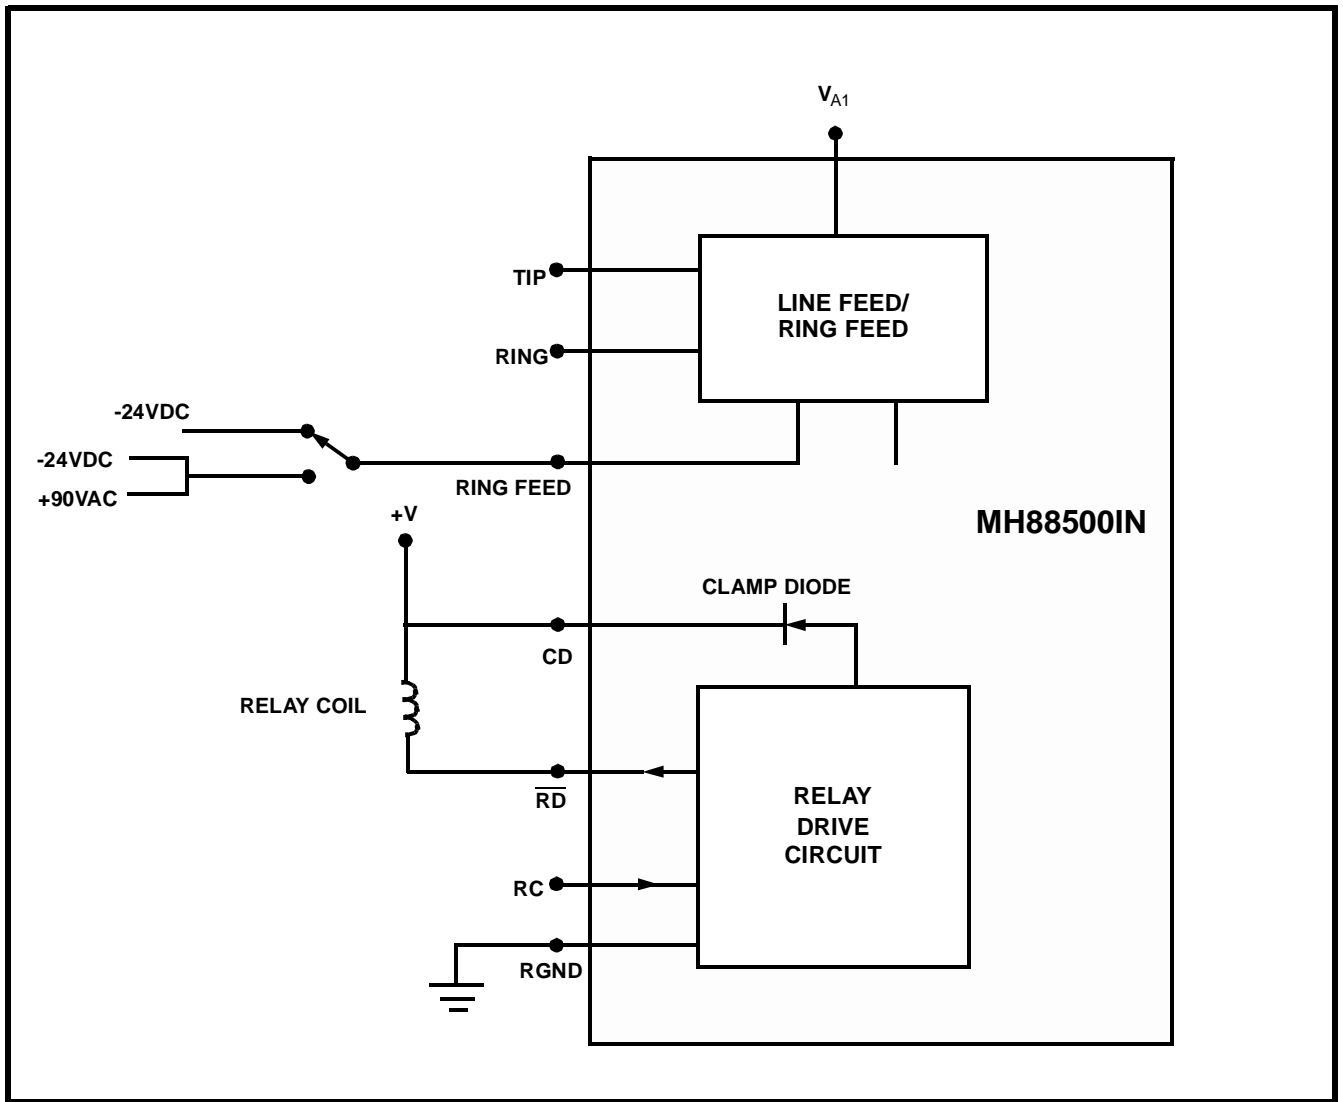 VA1
TIP
LINE FEED/
RING FEED
RING
-24VDC
-24VDC
+90VAC
RING FEED
+V
MH88500IN
CLAMP DIODE
CD
RELAY COIL
RD
RELAY
DRIVE
CIRCUIT
RC
RGND